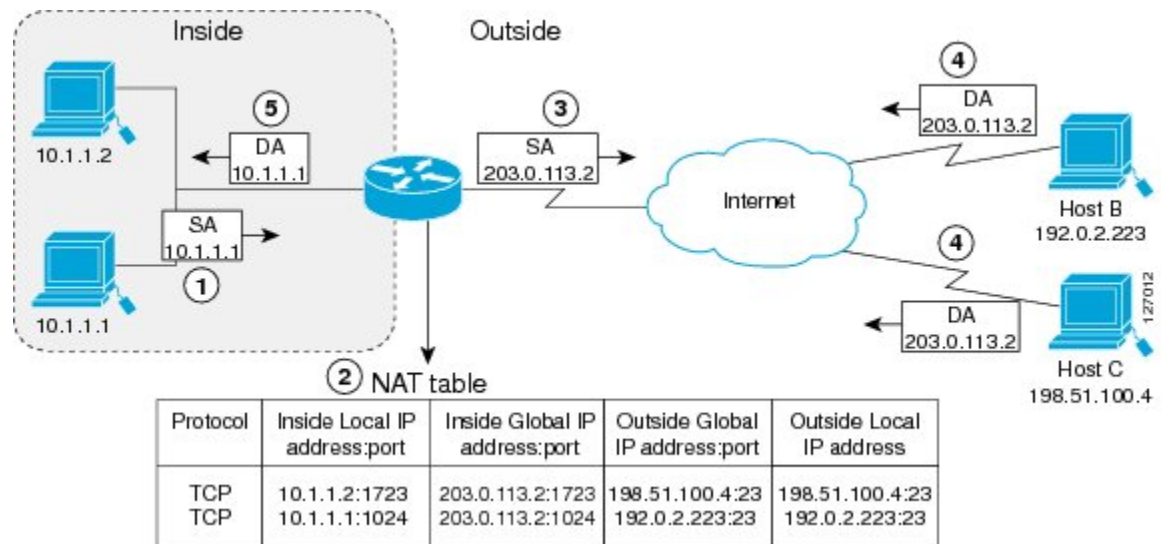 Inside
Outside
10.1.1.2
5
DA
10.1.1.1
SA
10.1.1.1
1
10.1.1.1
3
SA
203.0.113.2
Internet
4
DA
203.0.113.2
Host B
192.0.2.223
4
DA
203.0.113.2
Host C
198.51.100.4
127012
2 NAT table
Protocol Inside Local IP address:port Inside Global IP address:port Outside Global IP address:port Outside Local IP address
TCP 10.1.1.2:1723 203.0.113.2:1723 198.51.100.4:23 198.51.100.4:23
TCP 10.1.1.1:1024 203.0.113.2:1024 192.0.2.223:23 192.0.2.223:23